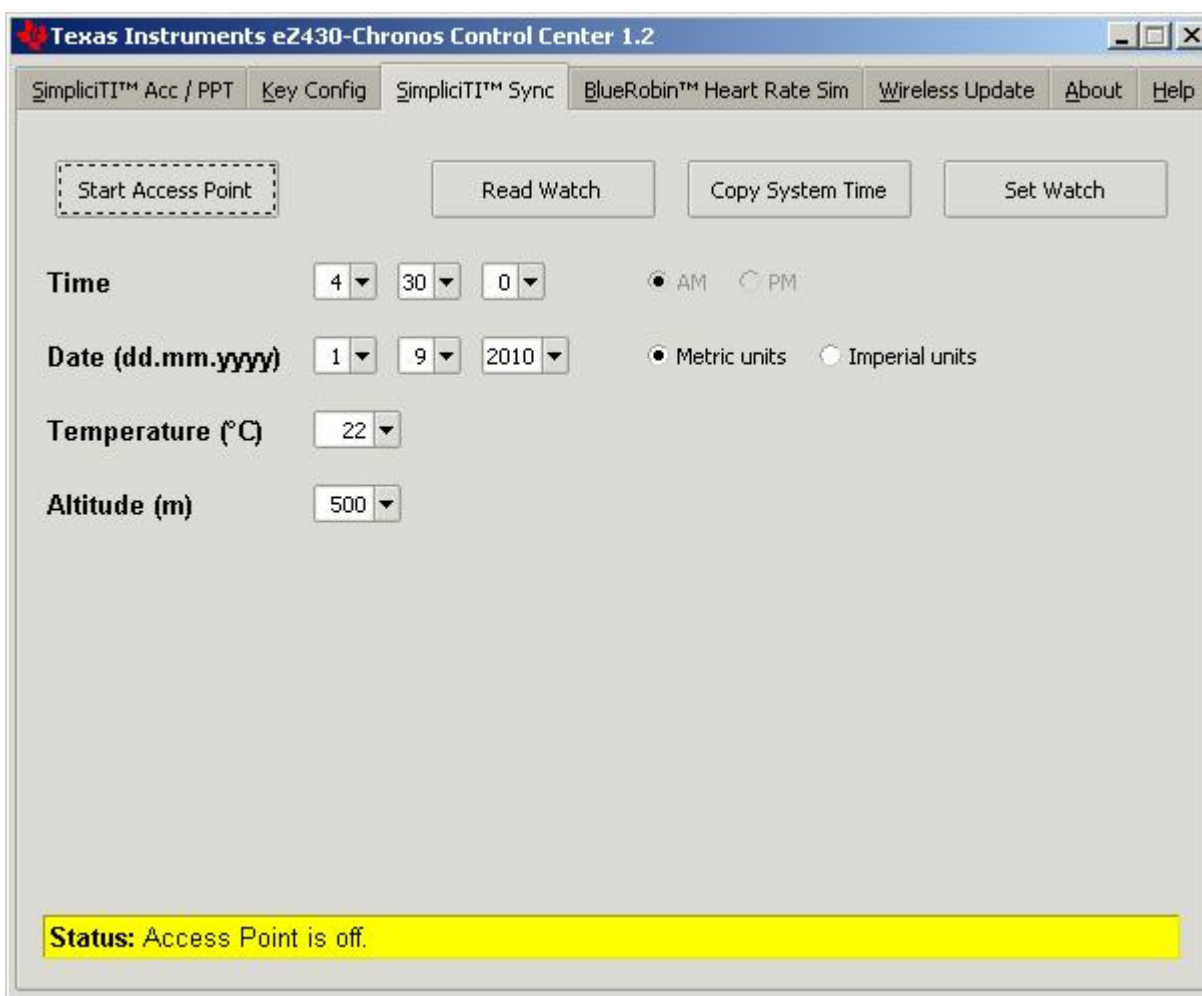 Texas Instruments eZ430-Chronos Control Center 1.2
SimpliciTI™ Acc / PPT Key Config SimpliciTI™ Sync BlueRobin™ Heart Rate Sim Wireless Update About Help
Start Access Point Read Watch Copy System Time Set Watch
Time 4 30 0 AM PM
Date (dd.mm.yyyy) 1 9 2010 Metric units Imperial units
Temperature (°C) 22
Altitude (m) 500
Status: Access Point is off.